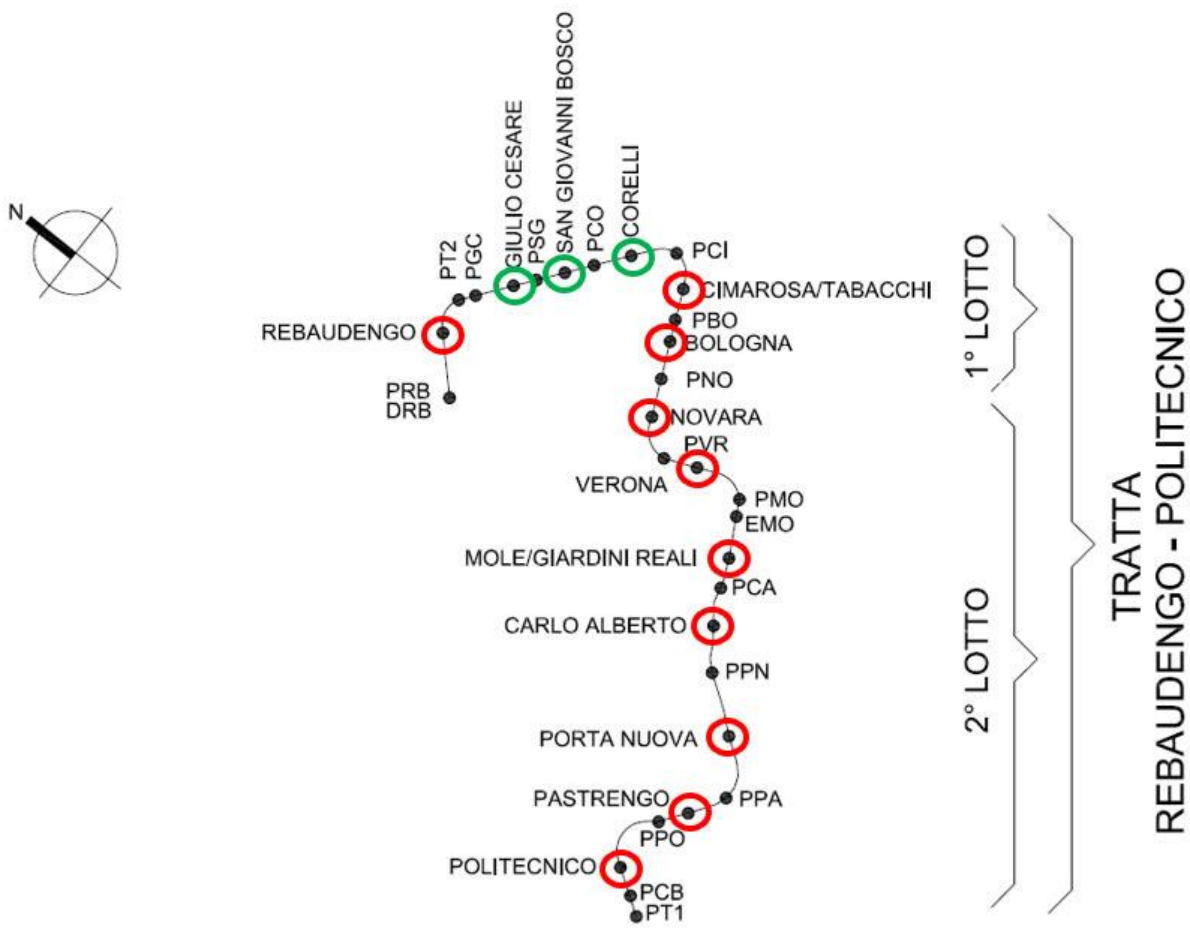 N
PT2
PGC
GIULIO CESARE
PSG
SAN GIOVANNI BOSCO
PCO
CORELLI
PCI
CIMAROSA/TABACCHI
REBAUDENGO
PBO
BOLOGNA
PRB
DRB
PNO
NOVARA
PVR
VERONA
PMO
EMO
MOLE/GIARDINI REALI
PCA
CARLO ALBERTO
PPN
PORTA NUOVA
PASTRENGO
PPA
PPO
POLITECNICO
PCB
PT1
1° LOTTO
2° LOTTO
TRATTA
REBAUDENGO - POLITECNICO